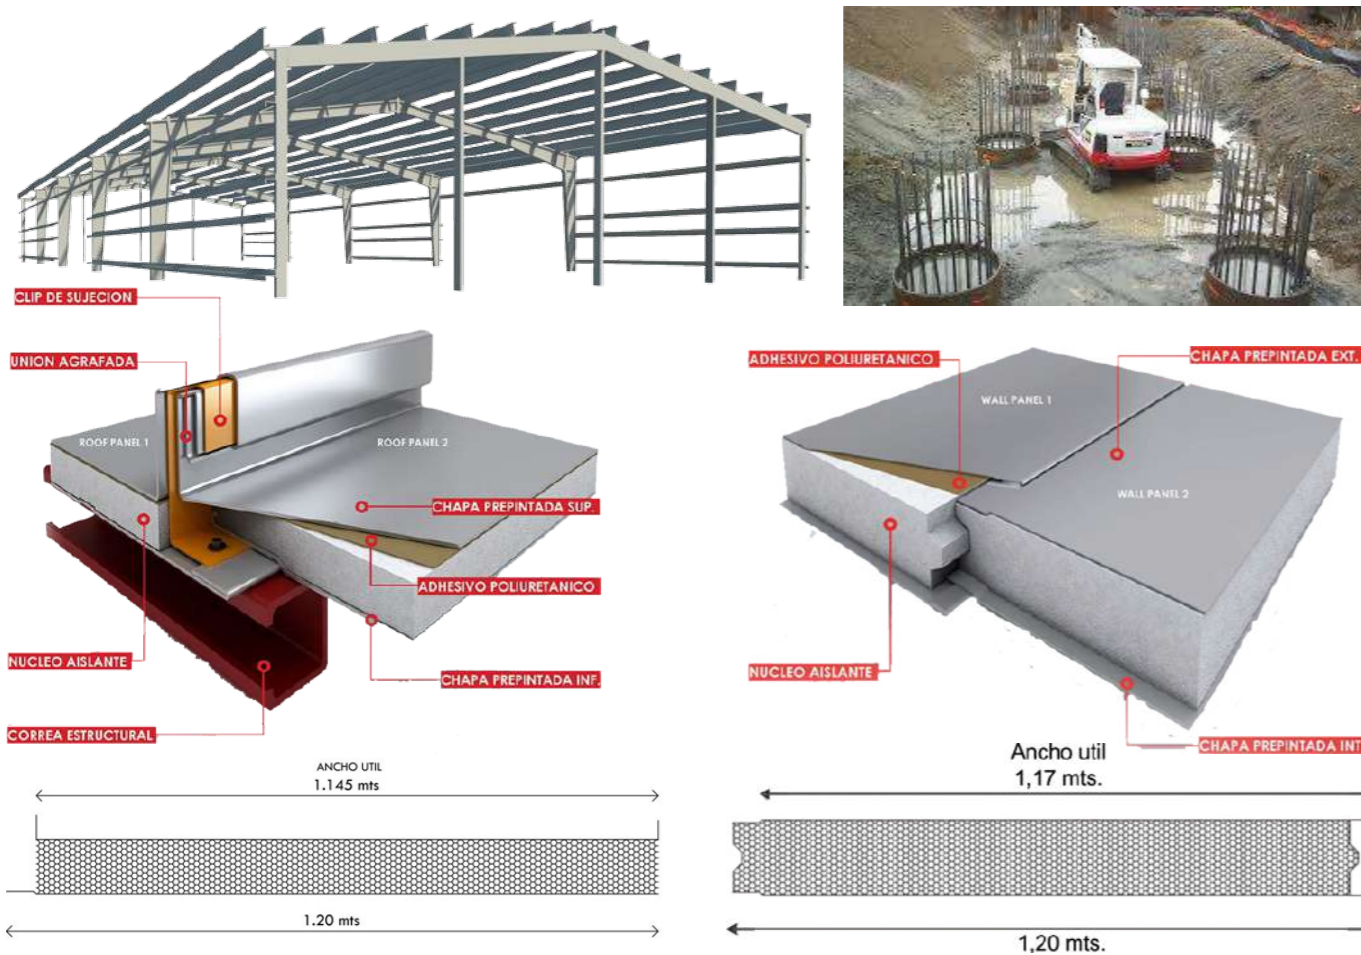 CLIP DE SUJECION
UNION AGRAFADA
ROOF PANEL 1
ROOF PANEL 2
CHAPA PREPINTADA SUP.
ADHESIVO POLIURETANICO
NUCLEO AISLANTE
CHAPA PREPINTADA INF.
CORREA ESTRUCTURAL
ANCHO UTIL
1.145 mts
1.20 mts
ADHESIVO POLIURETANICO
CHAPA PREPINTADA EXT.
WALL PANEL 1
WALL PANEL 2
NUCLEO AISLANTE
CHAPA PREPINTADA INT
Ancho util
1,17 mts.
1,20 mts.